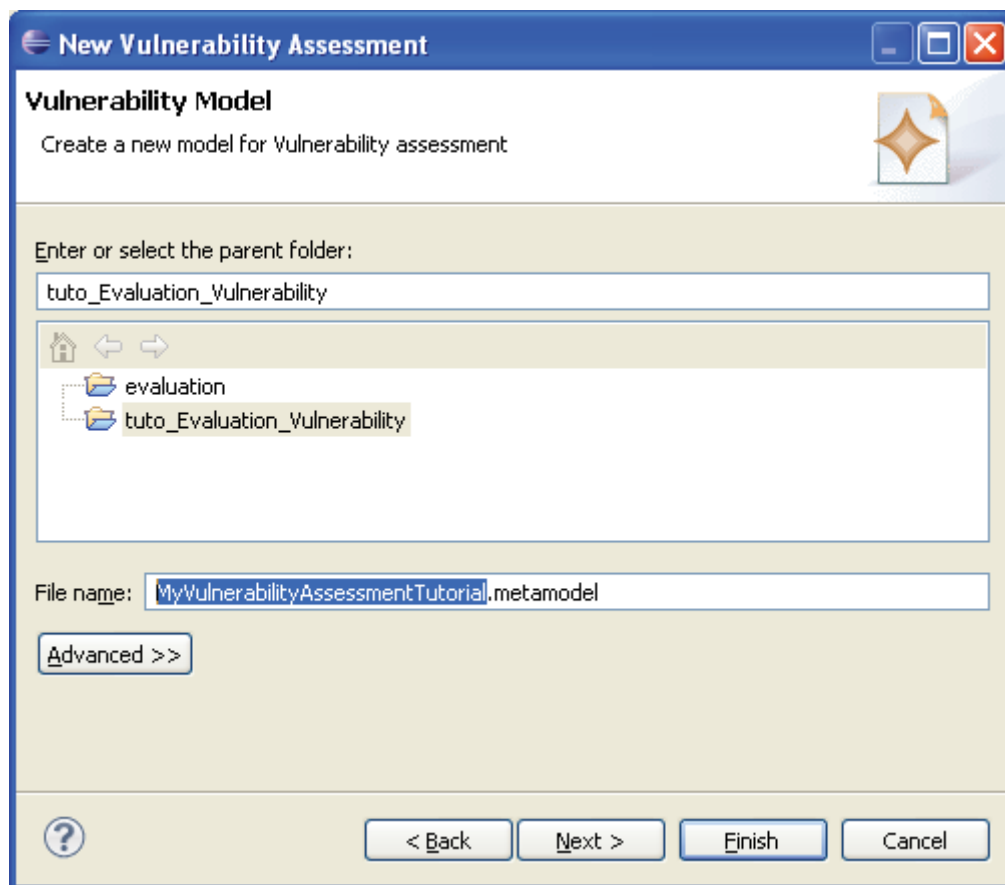 New Vulnerability Assessment
Vulnerability Model
Create a new model for Vulnerability assessment
Enter or select the parent folder:
tuto_Evaluation_Vulnerability
evaluation
tuto_Evaluation_Vulnerability
File name: MyVulnerabilityAssessmentTutorial.metamodel
Advanced >>
? < Back Next > Finish Cancel